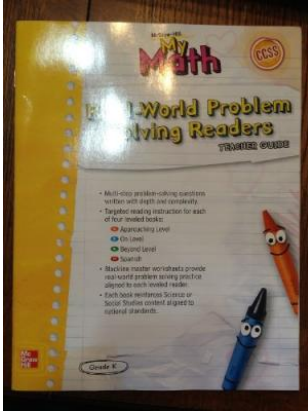 McGraw-Hill
My
Math
CCSS
Real-World Problem
Solving Readers
TEACHER GUIDE
• Multi-step problem-solving questions
written with depth and complexity.
• Targeted reading instruction for each
of four leveled books:
Approaching Level
On Level
Beyond Level
Spanish
• Blackline master worksheets provide
real-world problem solving practice
aligned to each leveled reader.
• Each book reinforces Science or
Social Studies content aligned to
national standards.
Mc
Graw
Hill
Grade K